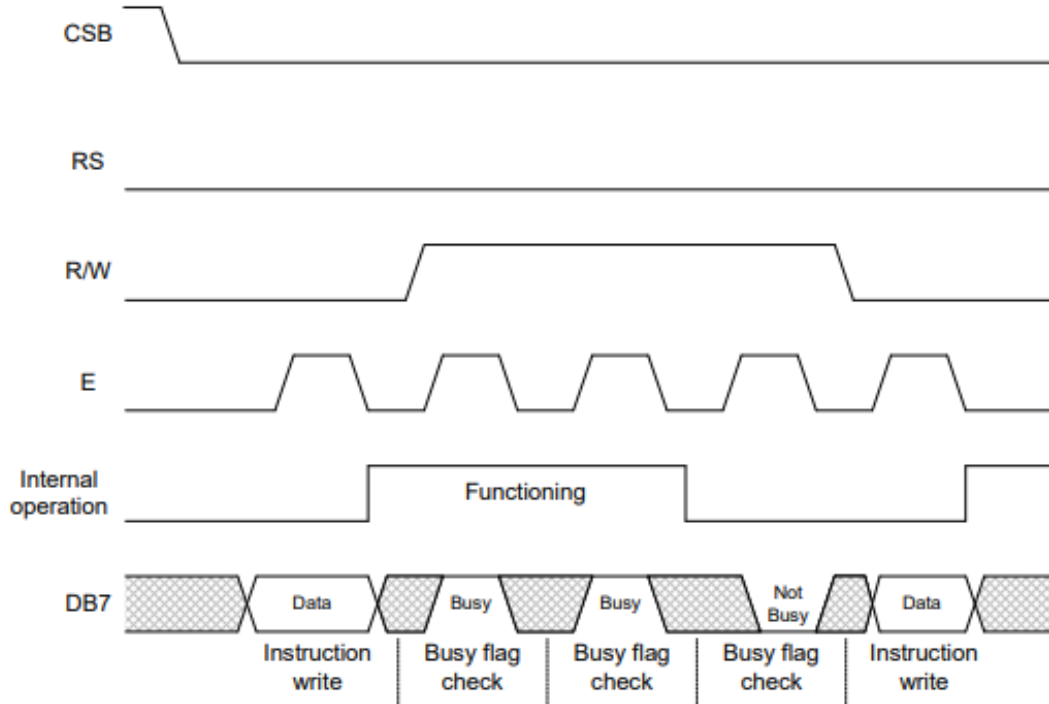 CSB
RS
R/W
E
Internal
operation
Functioning
DB7
Data
Busy
Busy
Not
Busy
Data
Instruction
write
Busy flag
check
Busy flag
check
Busy flag
check
Instruction
write